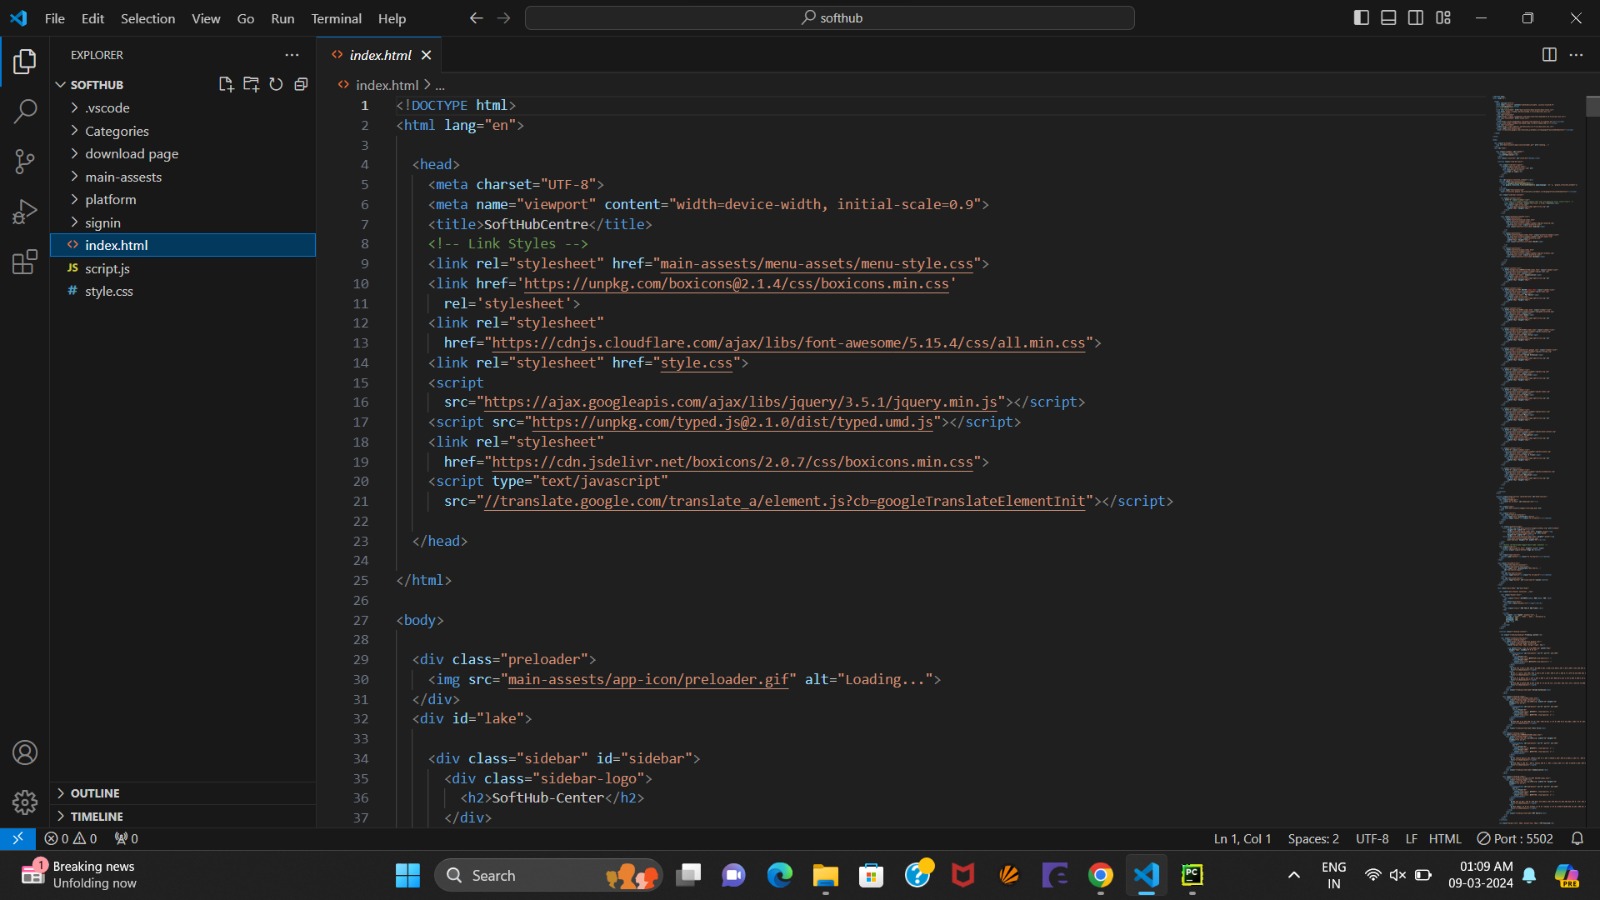 File Edit Selection View Go Run Terminal Help
softhub
EXPLORER
SOFTHUB
.vscode
Categories
download page
main-assests
platform
signin
index.html
JS script.js
# style.css
OUTLINE
TIMELINE
index.html
index.html > ...
1 <!DOCTYPE html>
2 <html lang="en">
3
4 <head>
5 <meta charset="UTF-8">
6 <meta name="viewport" content="width=device-width, initial-scale=0.9">
7 <title>SoftHubCentre</title>
8 <!-- Link Styles -->
9 <link rel="stylesheet" href="main-assests/menu-assets/menu-style.css">
10 <link href='https://unpkg.com/boxicons@2.1.4/css/boxicons.min.css'
11 rel='stylesheet'>
12 <link rel="stylesheet"
13 href="https://cdnjs.cloudflare.com/ajax/libs/font-awesome/5.15.4/css/all.min.css">
14 <link rel="stylesheet" href="style.css">
15 <script
16 src="https://ajax.googleapis.com/ajax/libs/jquery/3.5.1/jquery.min.js"></script>
17 <script src="https://unpkg.com/typed.js@2.1.0/dist/typed.umd.js"></script>
18 <link rel="stylesheet"
19 href="https://cdn.jsdelivr.net/boxicons/2.0.7/css/boxicons.min.css">
20 <script type="text/javascript"
21 src="//translate.google.com/translate_a/element.js?cb=googleTranslateElementInit"></script>
22
23 </head>
24
25 </html>
26
27 <body>
28
29 <div class="preloader">
30 <img src="main-assests/app-icon/preloader.gif" alt="Loading...">
31 </div>
32 <div id="lake">
33
34 <div class="sidebar" id="sidebar">
35 <div class="sidebar-logo">
36 <h2>SoftHub-Center</h2>
37 </div>
0 0 0
Ln 1, Col 1 Spaces: 2 UTF-8 LF HTML Port : 5502
1
Breaking news
Unfolding now
Search
PC
ENG
IN
01:09 AM
09-03-2024
PRE